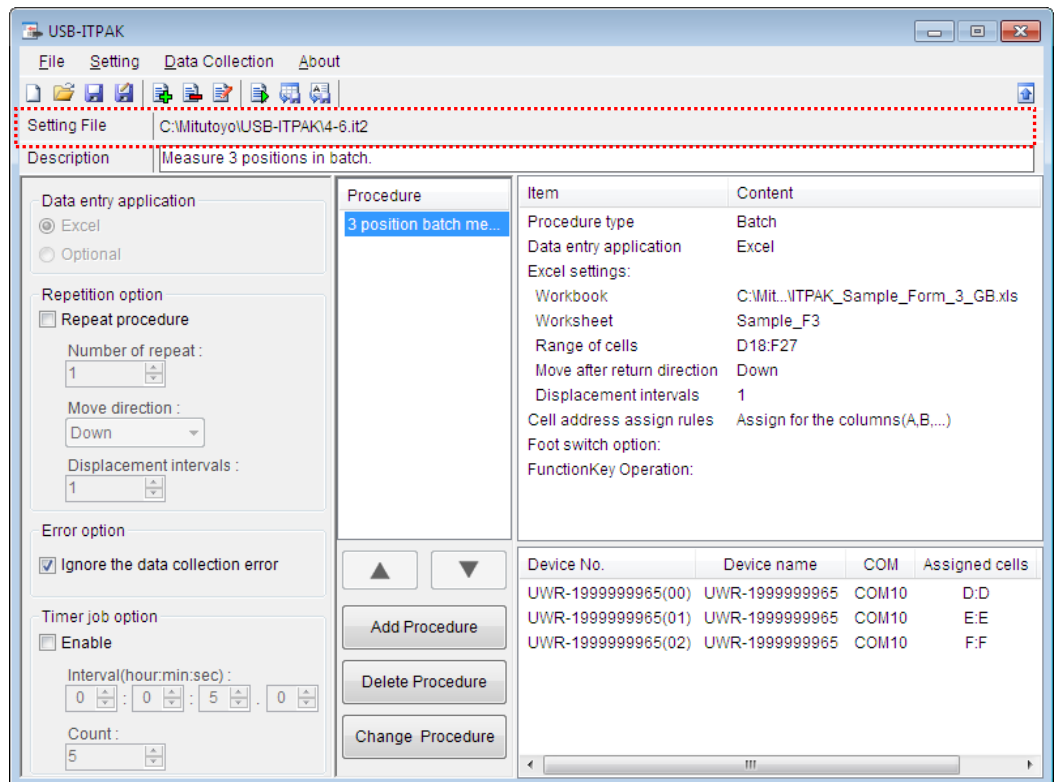 USB-ITPAK
File Setting Data Collection About
Setting File C:\Mitutoyo\USB-ITPAK\4-6.it2
Description Measure 3 positions in batch.
Data entry application
Excel
Optional
Repetition option
Repeat procedure
Number of repeat :
1
Move direction :
Down
Displacement intervals :
1
Error option
Ignore the data collection error
Timer job option
Enable
Interval(hour:min:sec) :
0 : 0 : 5 . 0
Count :
5
Procedure
3 position batch me...
Add Procedure
Delete Procedure
Change Procedure
Item Content
Procedure type Batch
Data entry application Excel
Excel settings:
Workbook C:\Mit...\ITPAK_Sample_Form_3_GB.xls
Worksheet Sample_F3
Range of cells D18:F27
Move after return direction Down
Displacement intervals 1
Cell address assign rules Assign for the columns(A,B,...)
Foot switch option:
FunctionKey Operation:
Device No. Device name COM Assigned cells
UWR-1999999965(00) UWR-1999999965 COM10 D:D
UWR-1999999965(01) UWR-1999999965 COM10 E:E
UWR-1999999965(02) UWR-1999999965 COM10 F:F